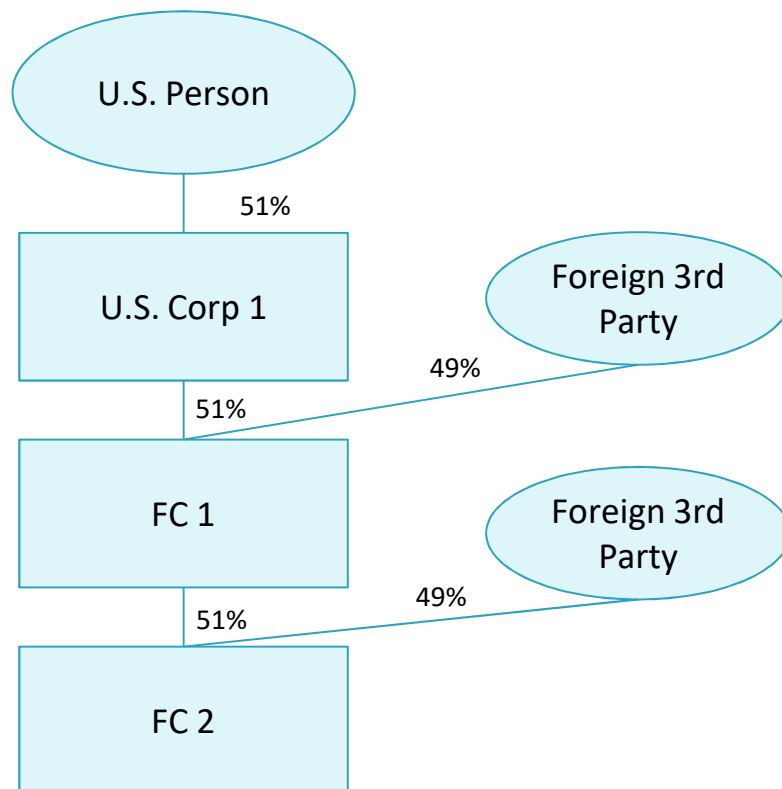 U.S. Person
51%
U.S. Corp 1
Foreign 3rd
Party
49%
51%
FC 1
Foreign 3rd
Party
49%
51%
FC 2